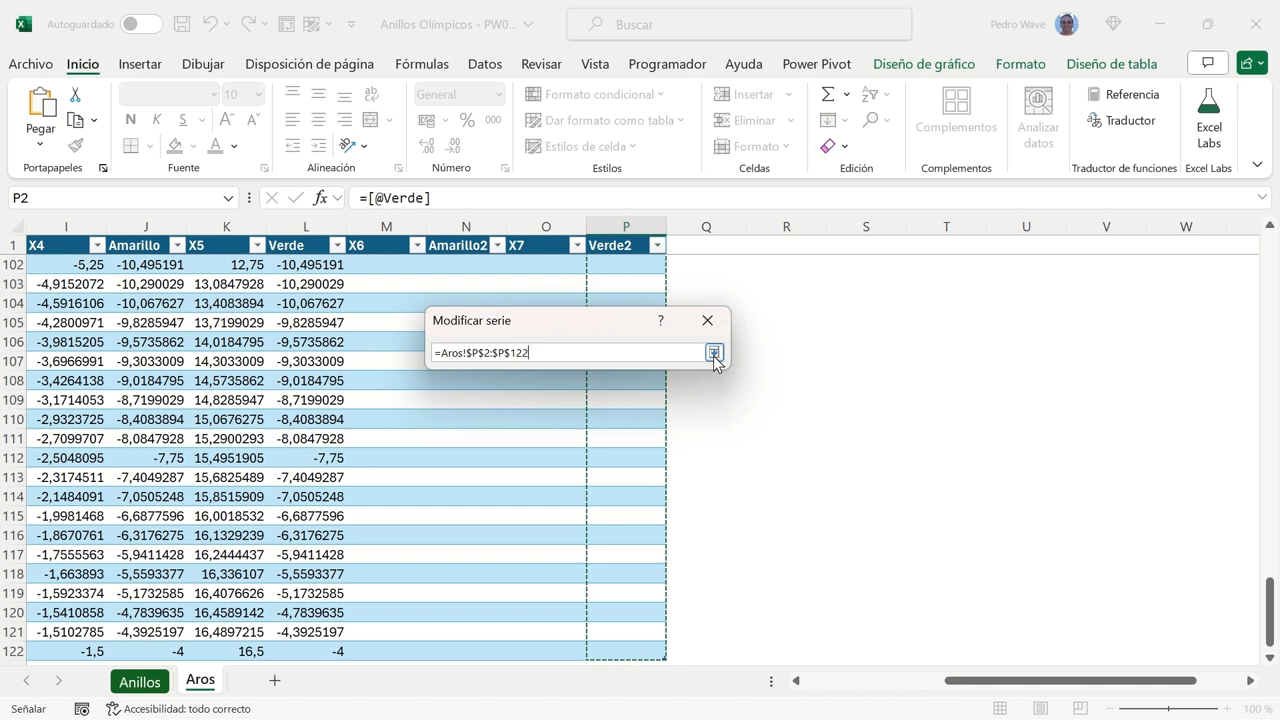 Autoguardado
Anillos Olímpicos - PW0...
Buscar
Pedro Wave
Archivo Inicio Insertar Dibujar Disposición de página Fórmulas Datos Revisar Vista Programador Ayuda Power Pivot Diseño de gráfico Formato Diseño de tabla
Pegar
Portapapeles
10
N K S
Fuente
Alineación
General
% 000
Número
Formato condicional
Dar formato como tabla
Estilos de celda
Estilos
Insertar
Eliminar
Formato
Celdas
Edición
Complementos
Complementos
Analizar
datos
Referencia
Traductor
Traductor de funciones
Excel
Labs
Excel Labs
P2 fx =[@Verde]
I J K L M N O P Q R S T U V W
1 X4 Amarillo X5 Verde X6 Amarillo2 X7 Verde2
102 -5,25 -10,495191 12,75 -10,495191
103 -4,9152072 -10,290029 13,0847928 -10,290029
104 -4,5916106 -10,067627 13,4083894 -10,067627
105 -4,2800971 -9,8285947 13,7199029 -9,8285947
106 -3,9815205 -9,5735862 14,0184795 -9,5735862
107 -3,6966991 -9,3033009 14,3033009 -9,3033009
108 -3,4264138 -9,0184795 14,5735862 -9,0184795
109 -3,1714053 -8,7199029 14,8285947 -8,7199029
110 -2,9323725 -8,4083894 15,0676275 -8,4083894
111 -2,7099707 -8,0847928 15,2900293 -8,0847928
112 -2,5048095 -7,75 15,4951905 -7,75
113 -2,3174511 -7,4049287 15,6825489 -7,4049287
114 -2,1484091 -7,0505248 15,8515909 -7,0505248
115 -1,9981468 -6,6877596 16,0018532 -6,6877596
116 -1,8670761 -6,3176275 16,1329239 -6,3176275
117 -1,7555563 -5,9411428 16,2444437 -5,9411428
118 -1,663893 -5,5593377 16,336107 -5,5593377
119 -1,5923374 -5,1732585 16,4076626 -5,1732585
120 -1,5410858 -4,7839635 16,4589142 -4,7839635
121 -1,5102785 -4,3925197 16,4897215 -4,3925197
122 -1,5 -4 16,5 -4
Modificar serie ?
=Aros!$P$2:$P$122
Anillos Aros
Señalar Accesibilidad: todo correcto 100 %